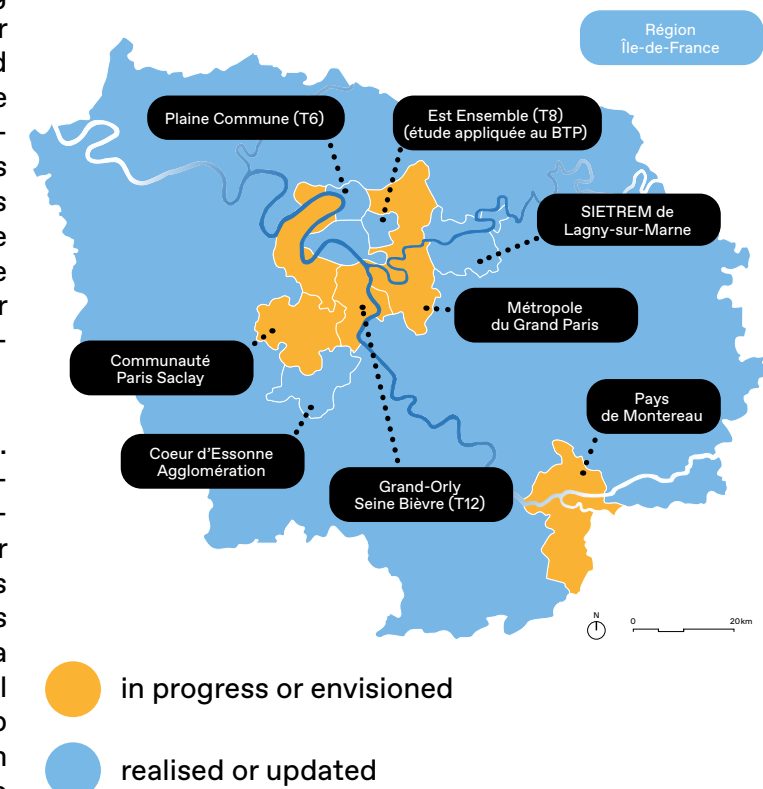 r
d
e
-
s
s
e
e
r
-
.
-
-
r
s
s
a
l
o
n
Région
Île-de-France
Plaine Commune (T6)
Est Ensemble (T8)
(étude appliquée au BTP)
SIETREM de
Lagny-sur-Marne
Métropole
du Grand Paris
Communauté
Paris Saclay
Pays
de Montereau
Coeur d’Essonne
Agglomération
Grand-Orly
Seine Bièvre (T12)
N
0 20km
in progress or envisioned
realised or updated